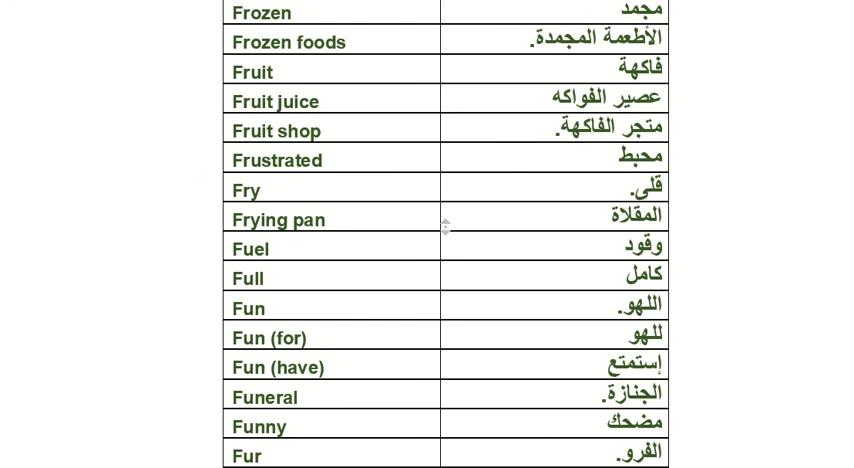 Frozen مجمد
Frozen foods الأطعمة المجمدة.
Fruit فاكهة
Fruit juice عصير الفواكه
Fruit shop متجر الفاكهة.
Frustrated محبط
Fry قلى.
Frying pan المقلاة
Fuel وقود
Full كامل
Fun اللهو.
Fun (for) للهو
Fun (have) إستمتع
Funeral الجنازة.
Funny مضحك
Fur الفرو.